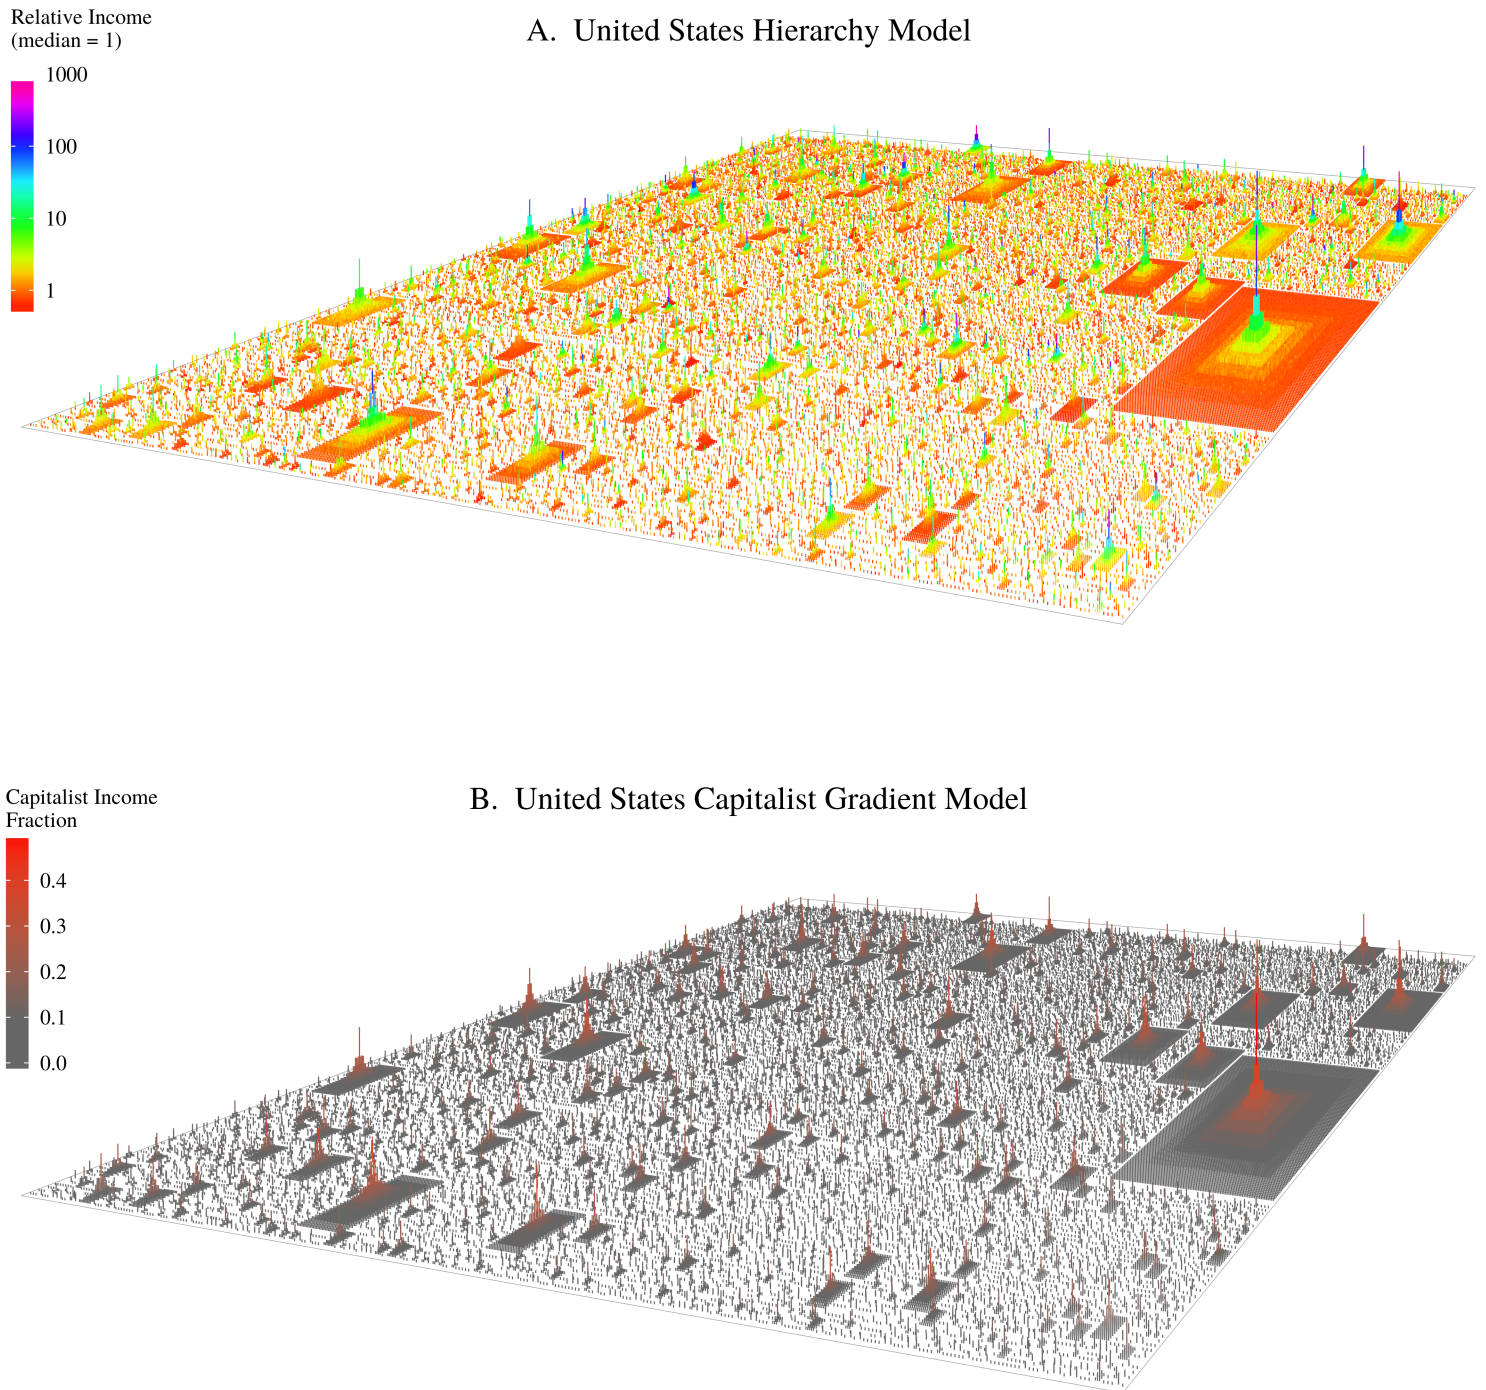 Relative Income
(median = 1)
A. United States Hierarchy Model
1000
100
10
1
Capitalist Income
Fraction
B. United States Capitalist Gradient Model
0.4
0.3
0.2
0.1
0.0